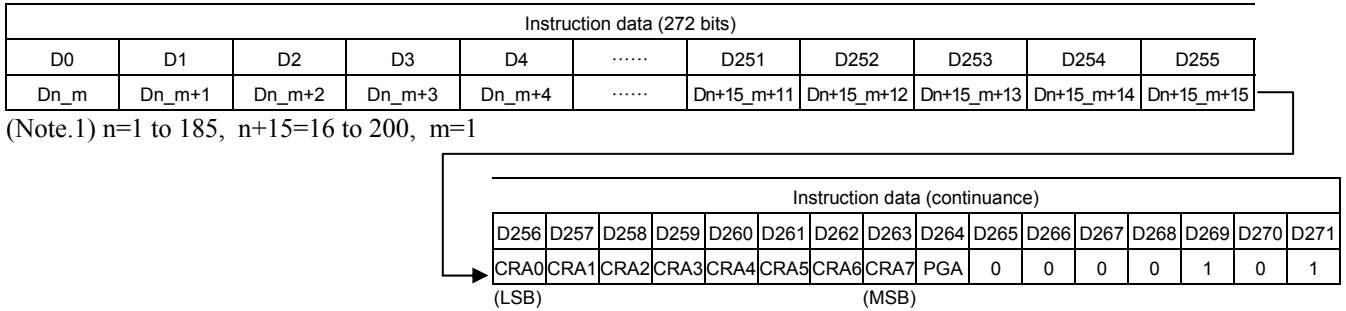 Instruction data (272 bits)
D0 D1 D2 D3 D4 ⋯⋯ D251 D252 D253 D254 D255
Dn_m Dn_m+1 Dn_m+2 Dn_m+3 Dn_m+4 ⋯⋯ Dn+15_m+11 Dn+15_m+12 Dn+15_m+13 Dn+15_m+14 Dn+15_m+15
(Note.1) n=1 to 185, n+15=16 to 200, m=1
Instruction data (continuance)
D256 D257 D258 D259 D260 D261 D262 D263 D264 D265 D266 D267 D268 D269 D270 D271
CRA0 CRA1 CRA2 CRA3 CRA4 CRA5 CRA6 CRA7 PGA 0 0 0 0 1 0 1
(LSB) (MSB)